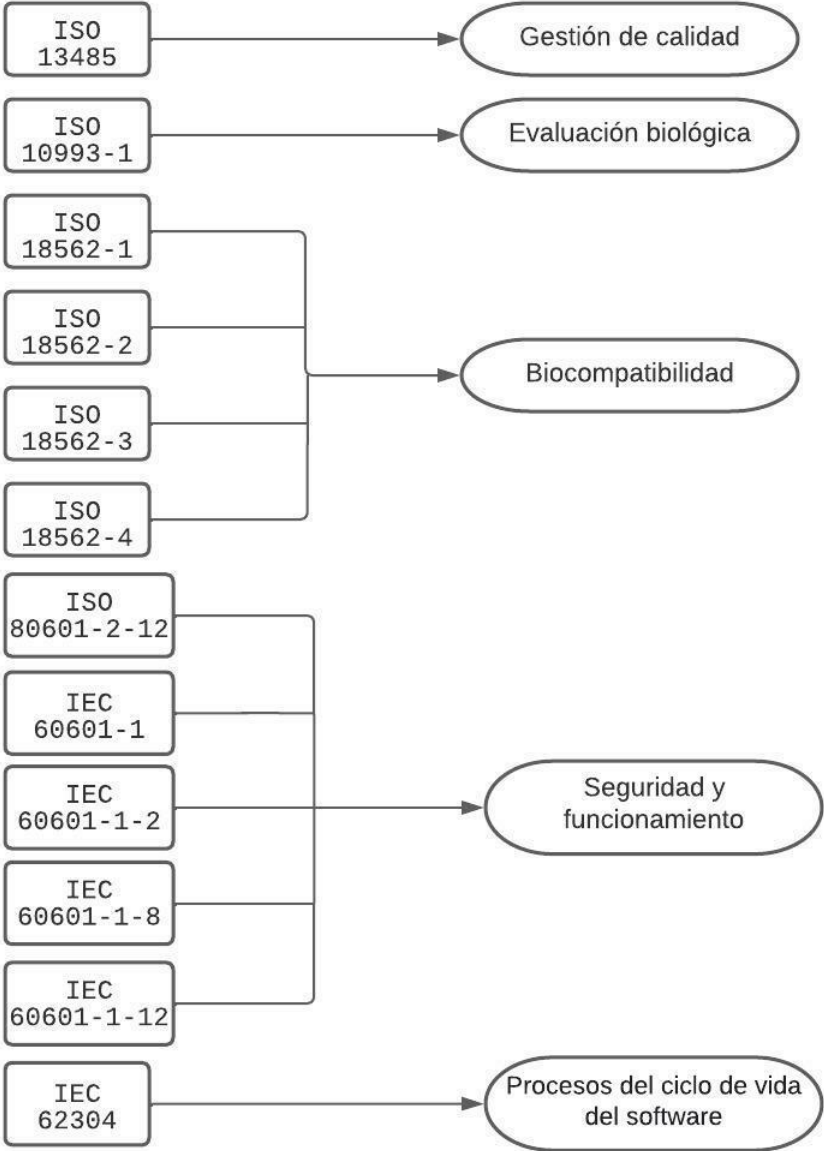 ISO
13485
Gestión de calidad
ISO
10993-1
Evaluación biológica
ISO
18562-1
ISO
18562-2
ISO
18562-3
ISO
18562-4
Biocompatibilidad
ISO
80601-2-12
IEC
60601-1
IEC
60601-1-2
IEC
60601-1-8
IEC
60601-1-12
Seguridad y
funcionamiento
IEC
62304
Procesos del ciclo de vida
del software